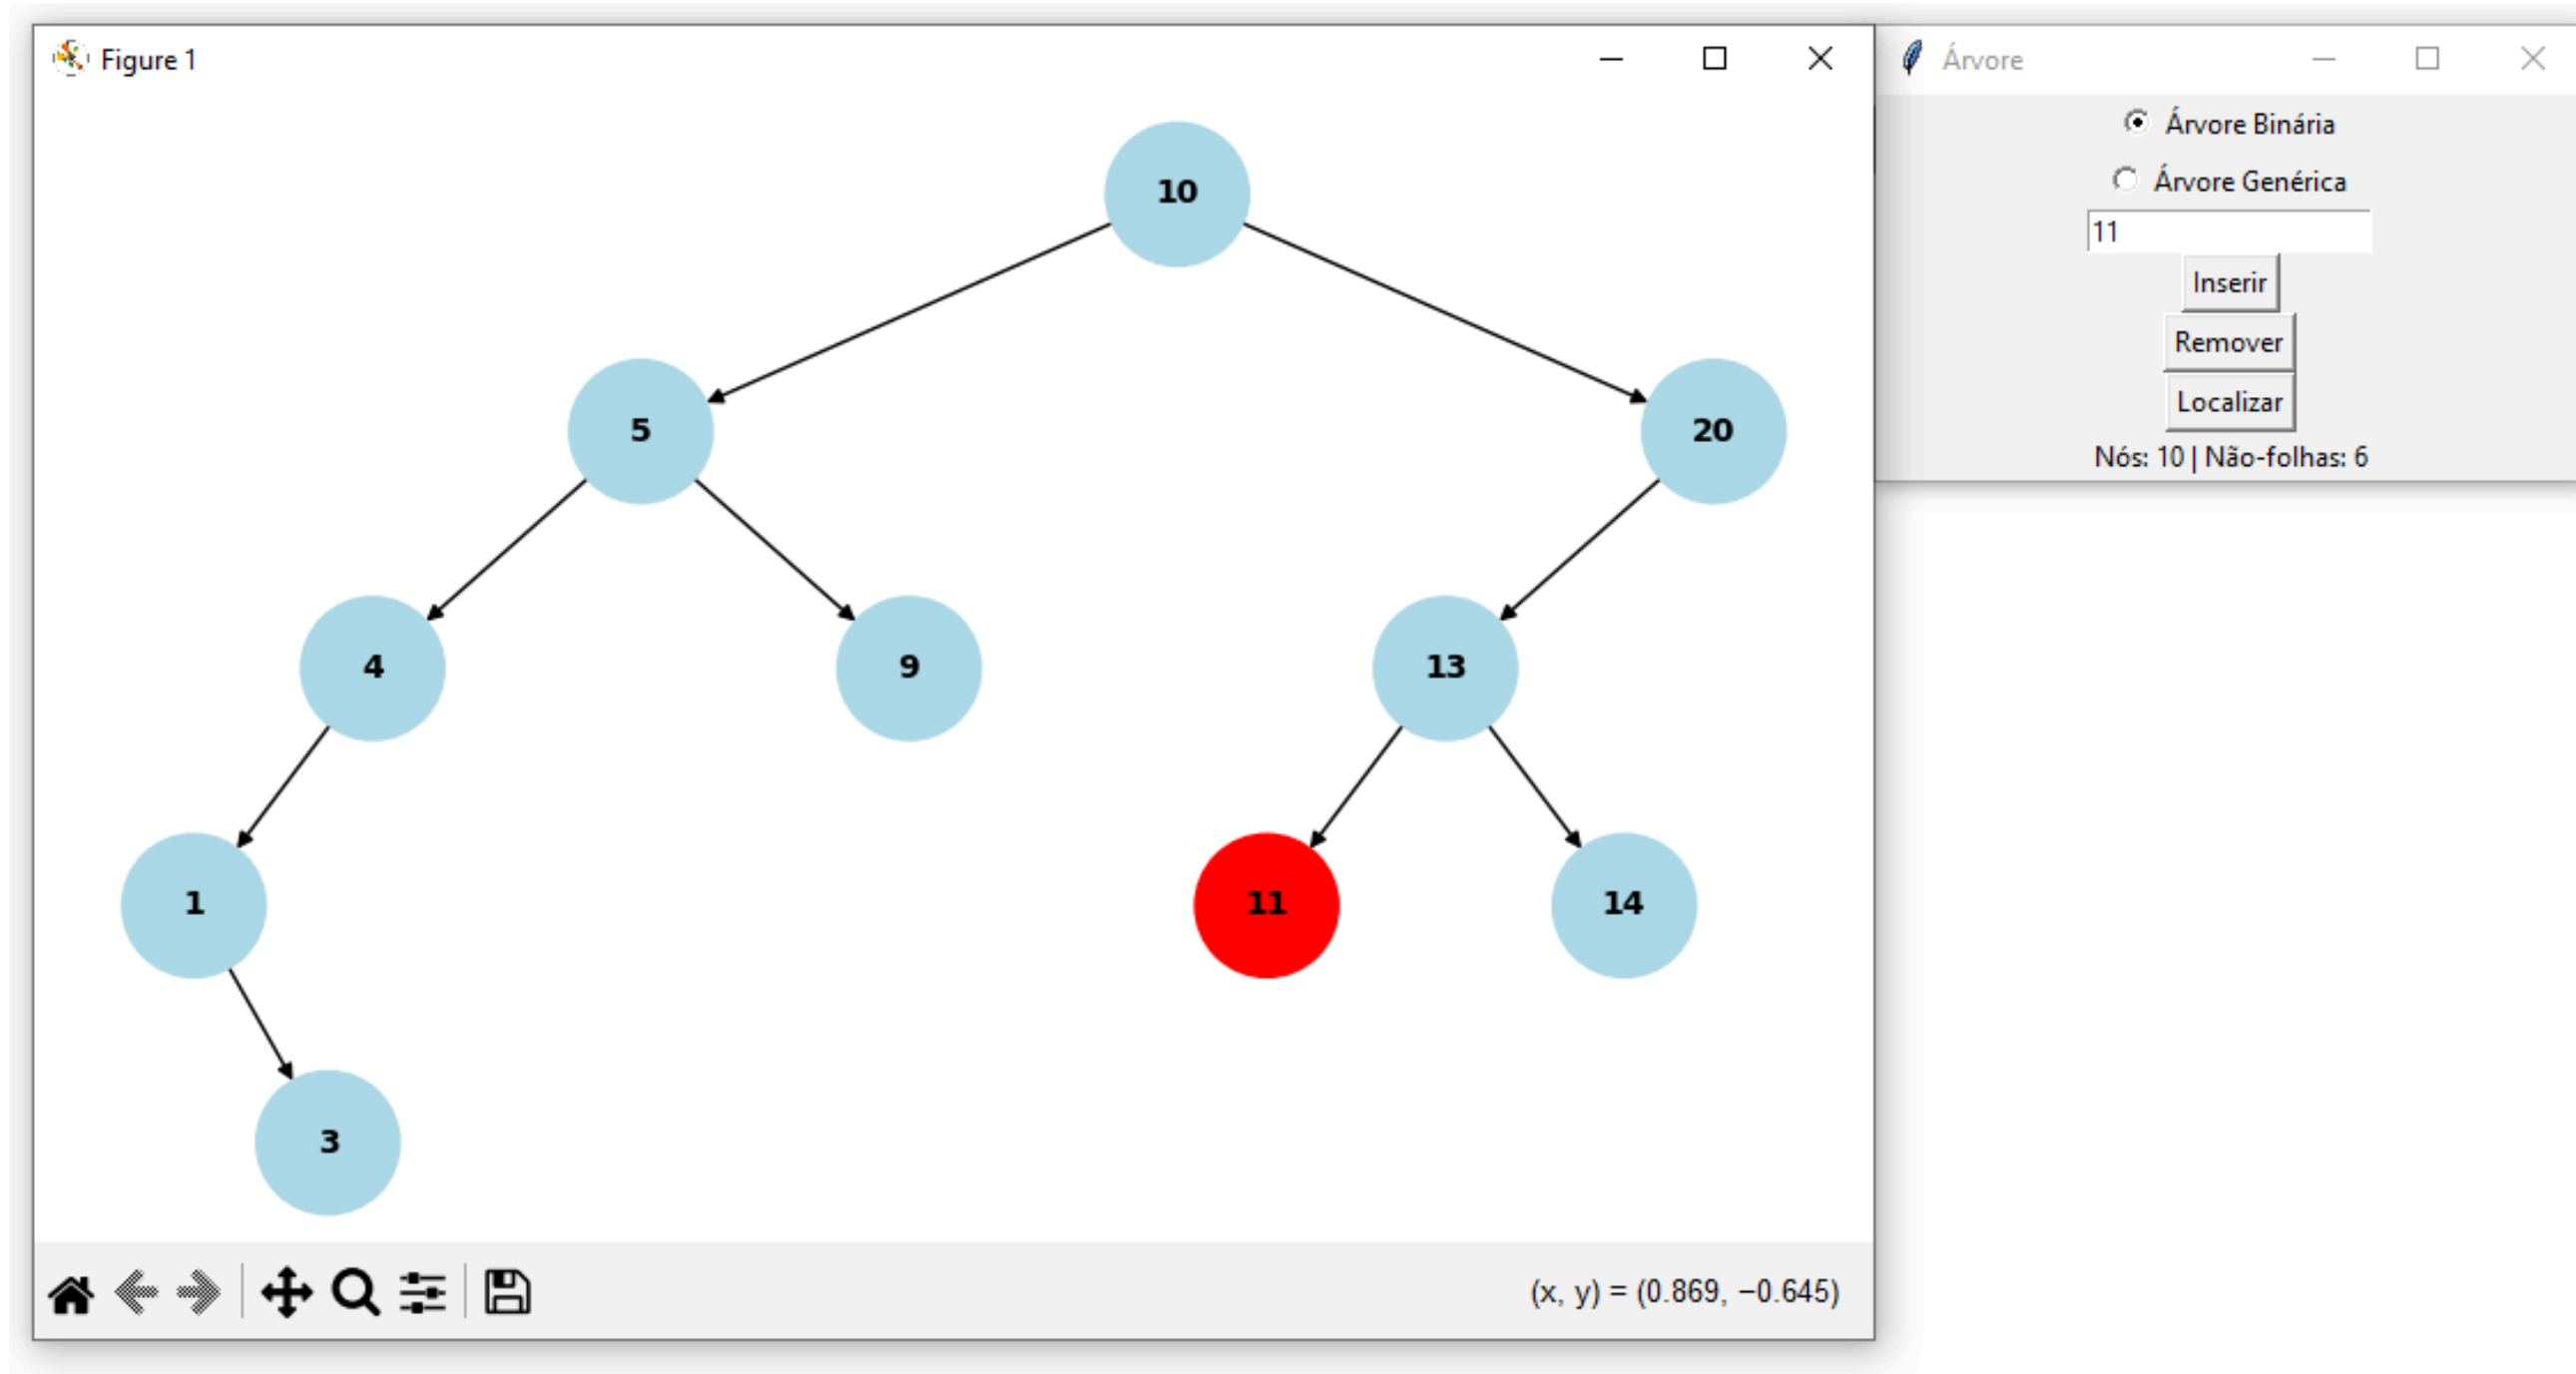 Figure 1
10
5
20
4
9
13
1
11
14
3
(x, y) = (0.869, −0.645)
Árvore
Árvore Binária
Árvore Genérica
11
Inserir
Remover
Localizar
Nós: 10 | Não-folhas: 6